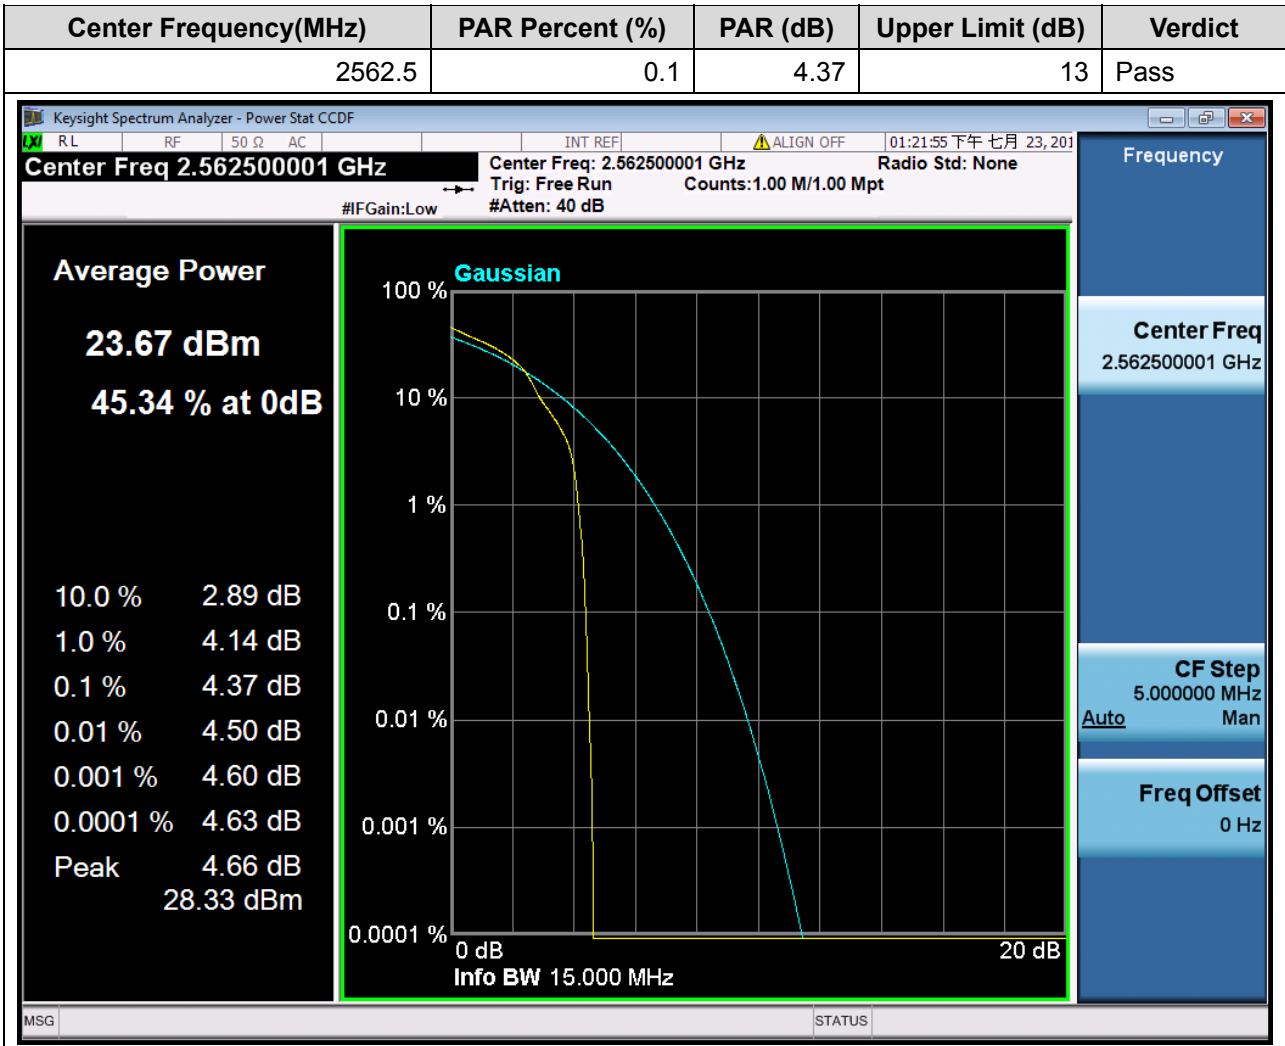 Center Frequency(MHz) PAR Percent (%) PAR (dB) Upper Limit (dB) Verdict
2562.5 0.1 4.37 13 Pass
Keysight Spectrum Analyzer - Power Stat CCDF
LXI RL RF 50 Ω AC INT REF ALIGN OFF 01:21:55 下午 七月 23, 201
Center Freq 2.562500001 GHz
Center Freq: 2.562500001 GHz Radio Std: None
Trig: Free Run Counts:1.00 M/1.00 Mpt
#IFGain:Low #Atten: 40 dB
Frequency
Average Power
23.67 dBm
45.34 % at 0dB
10.0 % 2.89 dB
1.0 % 4.14 dB
0.1 % 4.37 dB
0.01 % 4.50 dB
0.001 % 4.60 dB
0.0001 % 4.63 dB
Peak 4.66 dB
28.33 dBm
Gaussian
100 %
10 %
1 %
0.1 %
0.01 %
0.001 %
0.0001 %
0 dB 20 dB
Info BW 15.000 MHz
Center Freq
2.562500001 GHz
CF Step
5.000000 MHz
Auto Man
Freq Offset
0 Hz
MSG STATUS